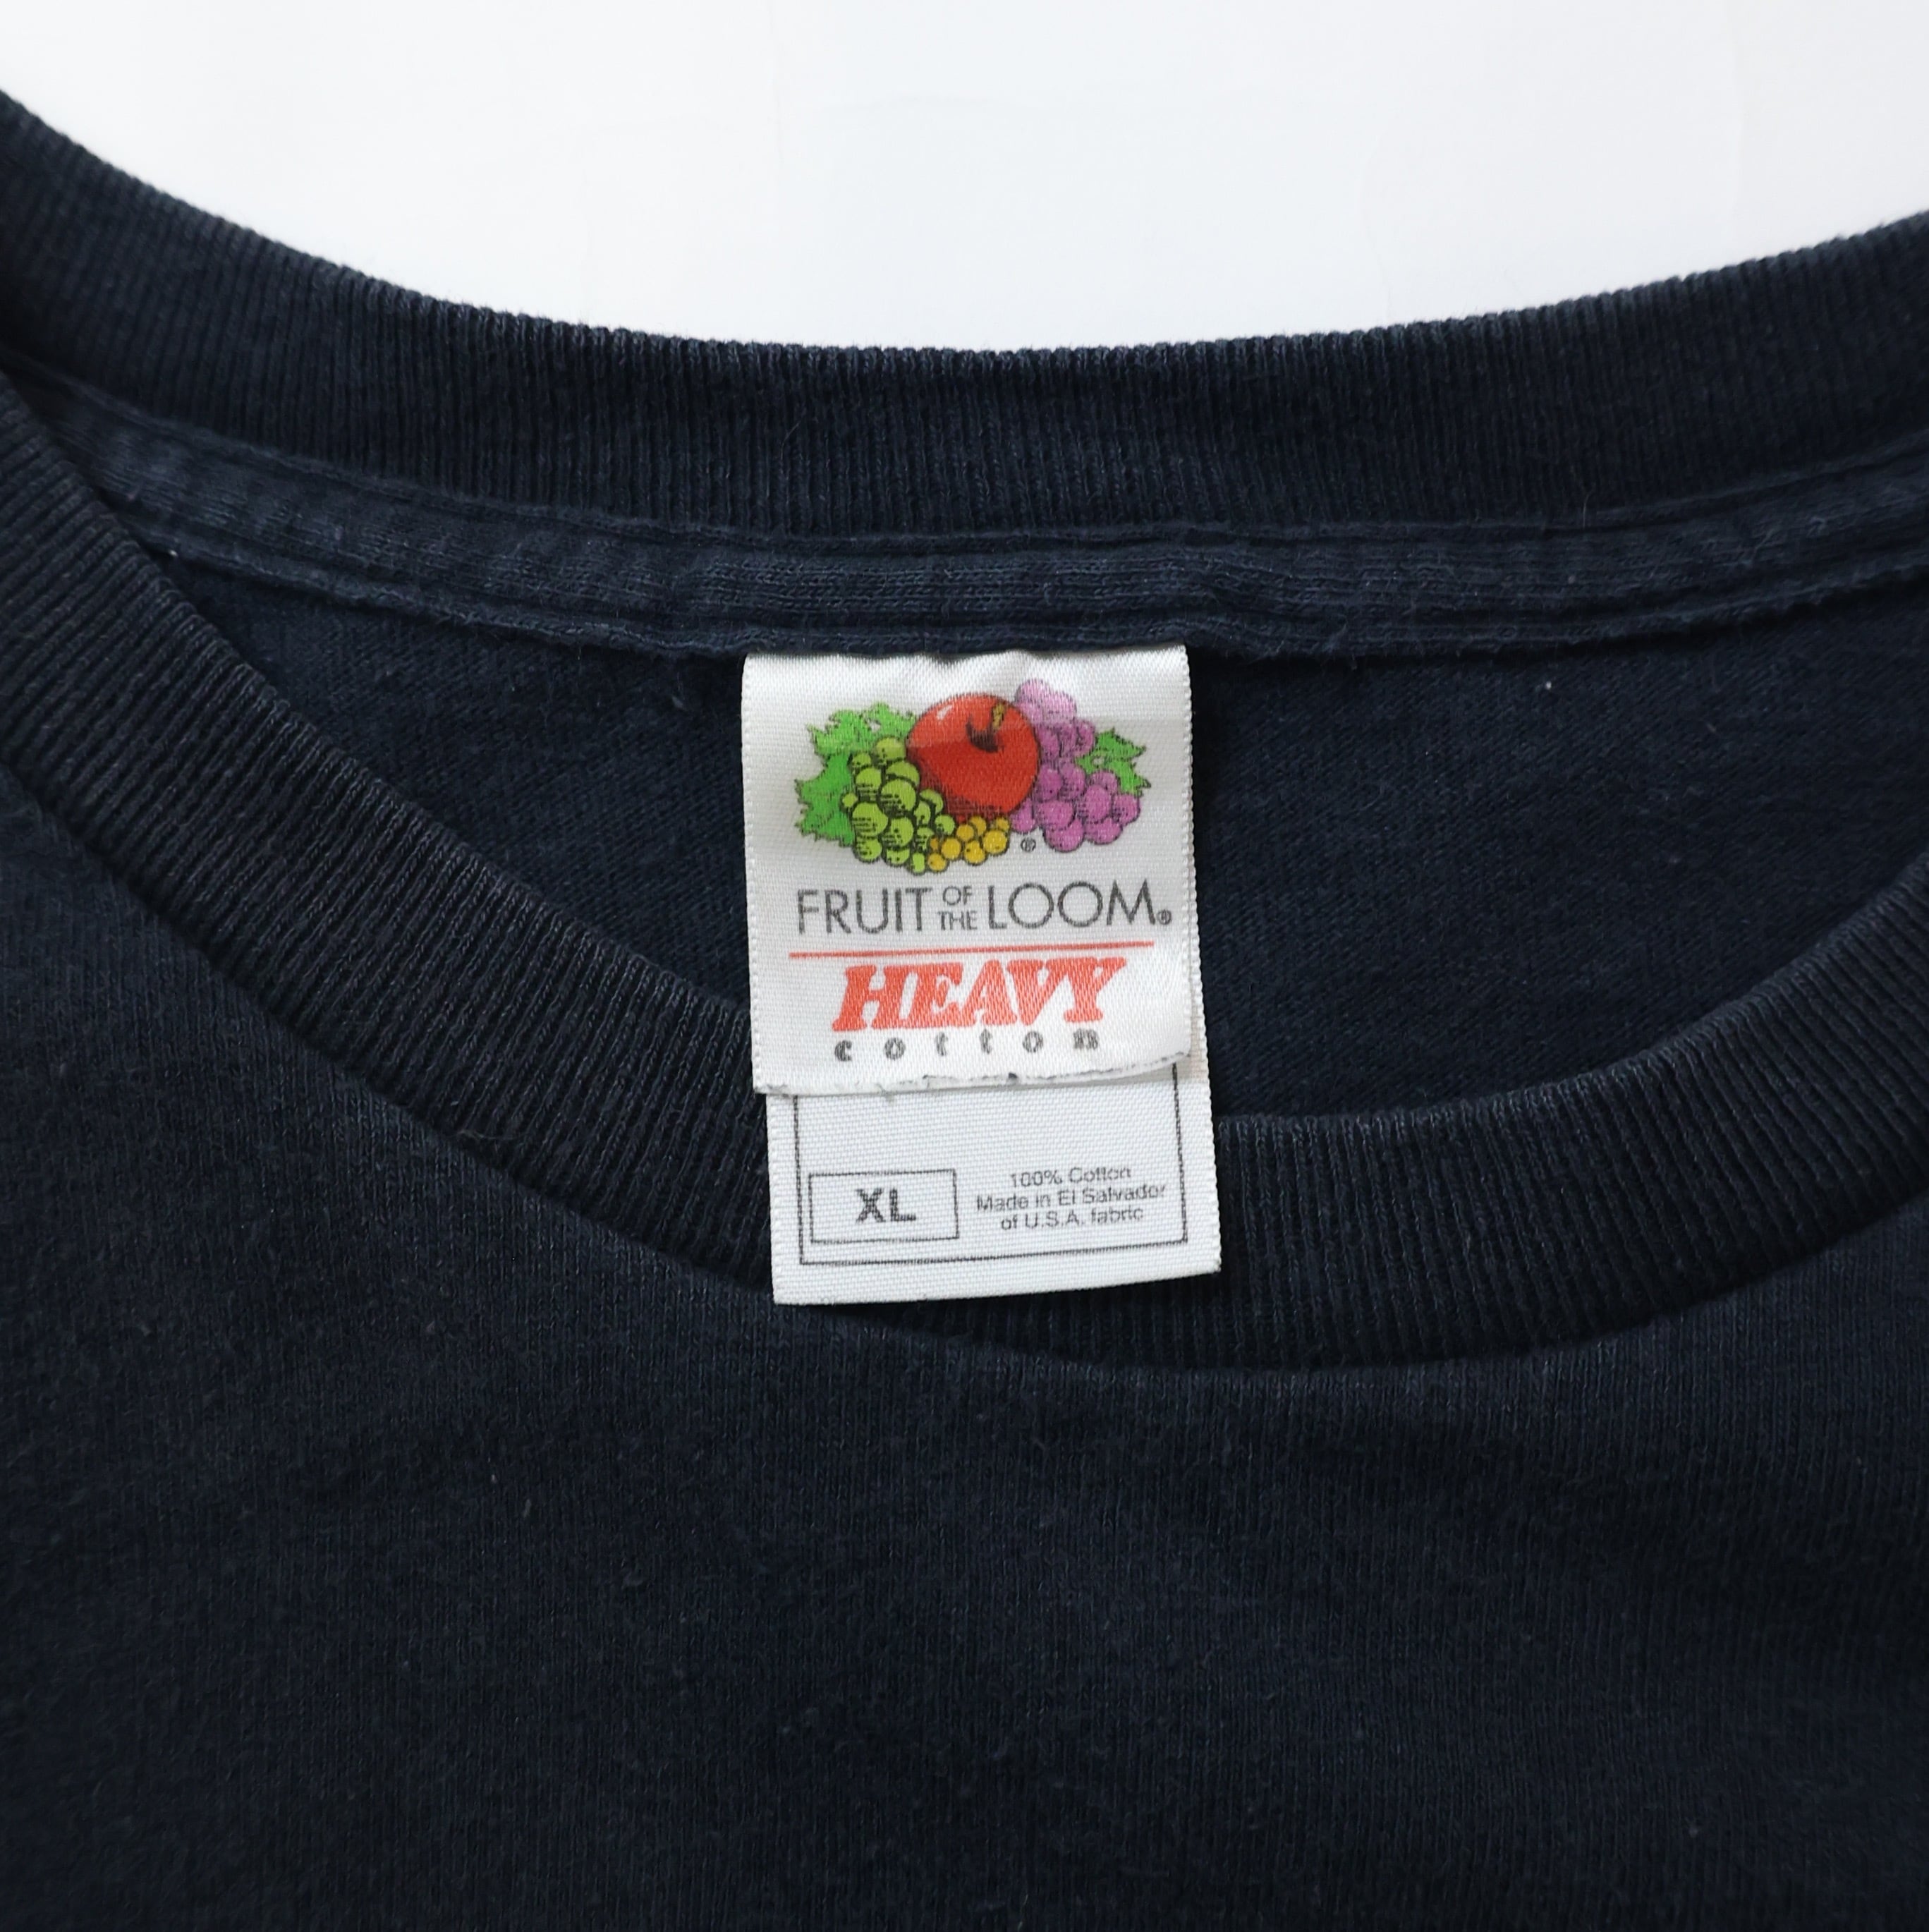 FRUIT OF THE LOOM®
HEAVY
cotton
XL
100% Cotton
Made in El Salvador
of U.S.A. fabric